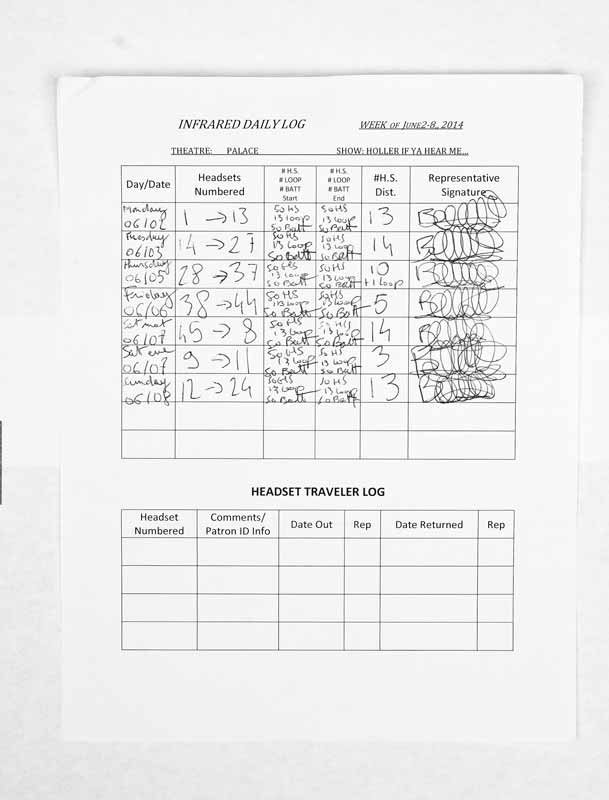 INFRARED DAILY LOG WEEK OF JUNE2-8, 2014
THEATRE: PALACE SHOW: HOLLER IF YA HEAR ME...
Day/Date Headsets Numbered # H.S. # LOOP # BATT Start # H.S. # LOOP # BATT End #H.S. Dist. Representative Signature
Monday 06/02 1 → 13 50 HS 13 loop 50 Batt 50 HS 13 loop 50 Batt 13
Tuesday 06/03 14 → 27 50 HS 13 loop 50 Batt 50 HS 13 loop 50 Batt 14
Thursday 06/05 28 → 37 50 HS 13 loop 50 Batt 50 HS 13 loop 50 Batt 10 +1 loop
Friday 06/06 38 → 44 50 HS 13 loop 50 Batt 50 HS 13 loop 50 Batt 5
Sat mat 06/07 45 → 8 50 HS 13 loop 50 Batt 50 HS 13 loop 50 Batt 14
Sat eve 06/07 9 → 11 50 HS 13 loop 50 Batt 50 HS 13 loop 50 Batt 3
Sunday 06/08 12 → 24 50 HS 13 loop 50 Batt 50 HS 13 loop 50 Batt 13
HEADSET TRAVELER LOG
Headset Numbered Comments/ Patron ID Info Date Out Rep Date Returned Rep